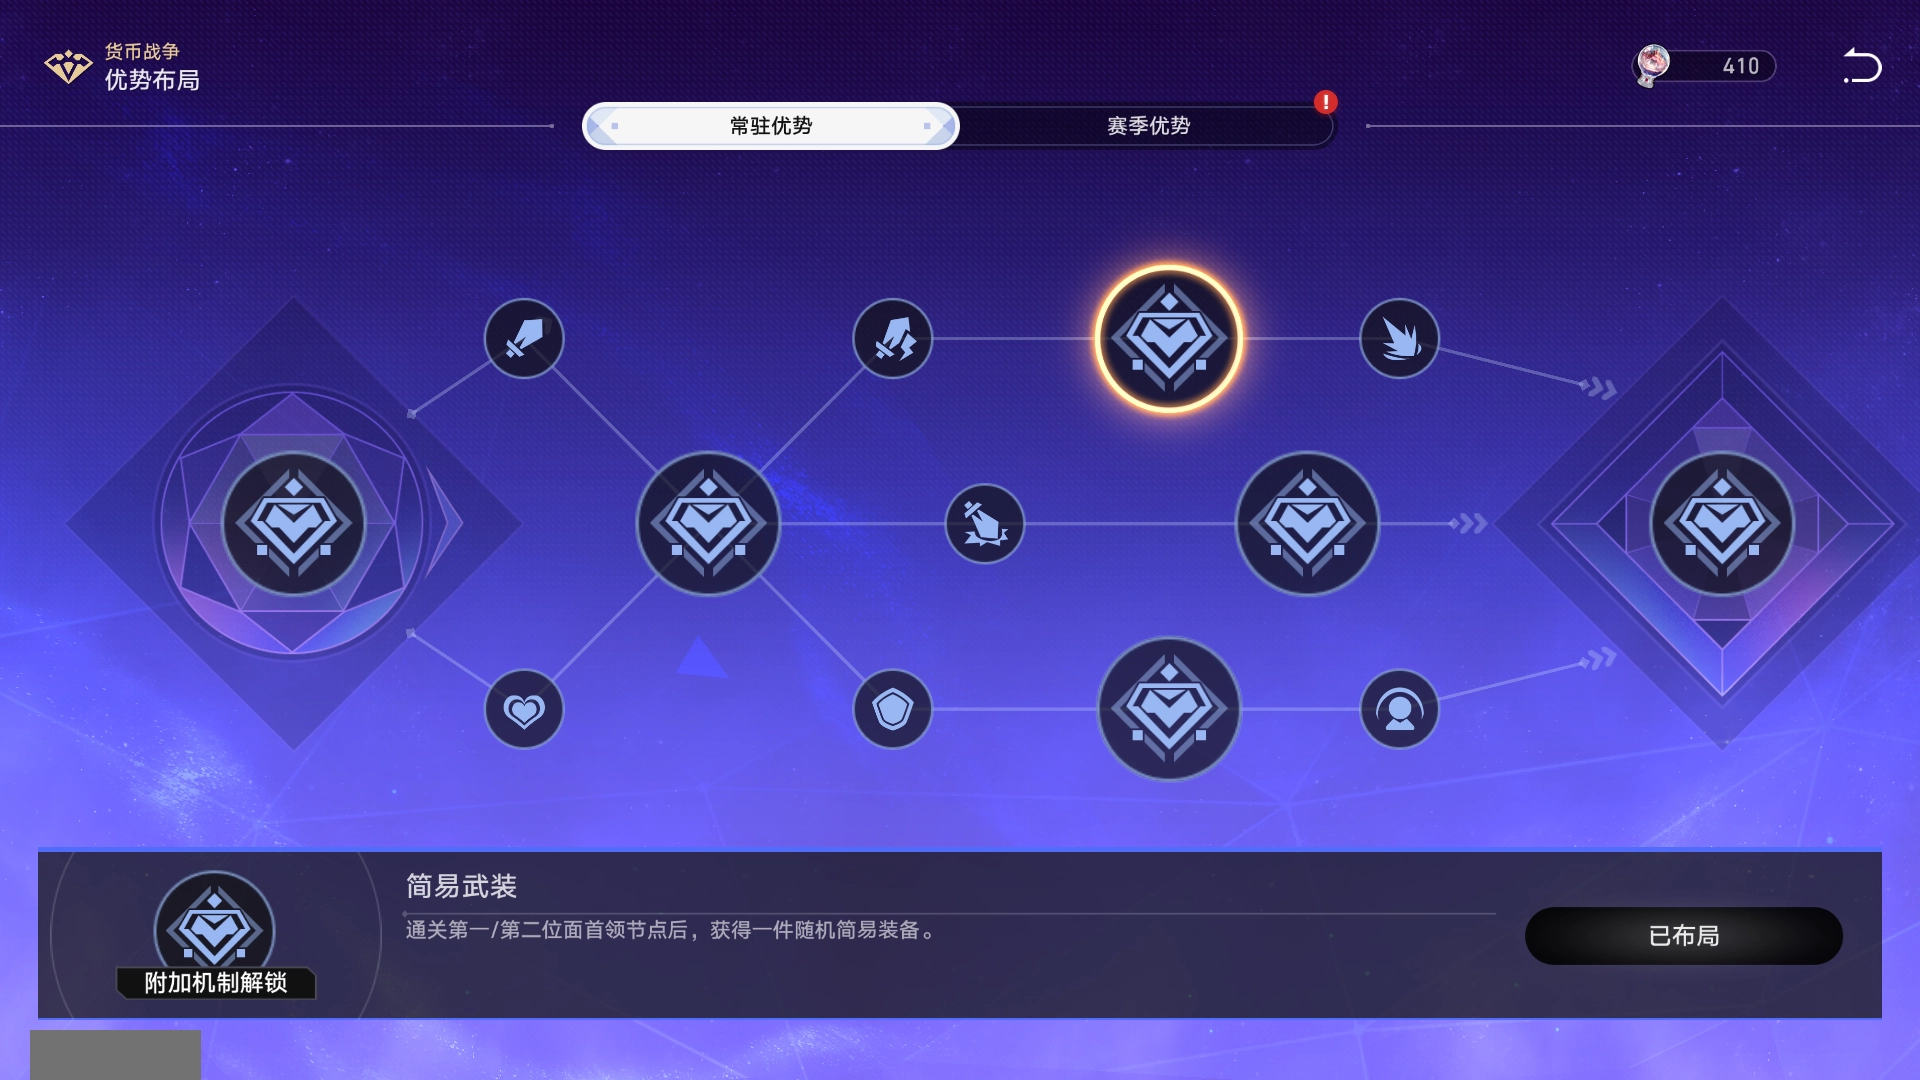 货币战争
优势布局
410
常驻优势
赛季优势
!
简易武装
通关第一/第二位面首领节点后，获得一件随机简易装备。
附加机制解锁
已布局